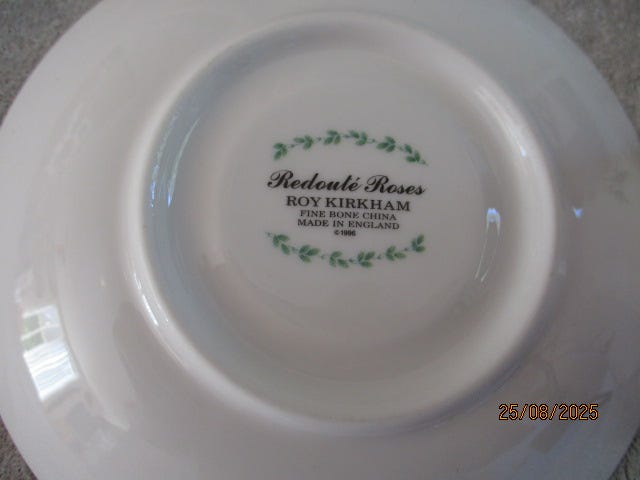 Redouté Roses
ROY KIRKHAM
FINE BONE CHINA
MADE IN ENGLAND
©1996
25/08/2025